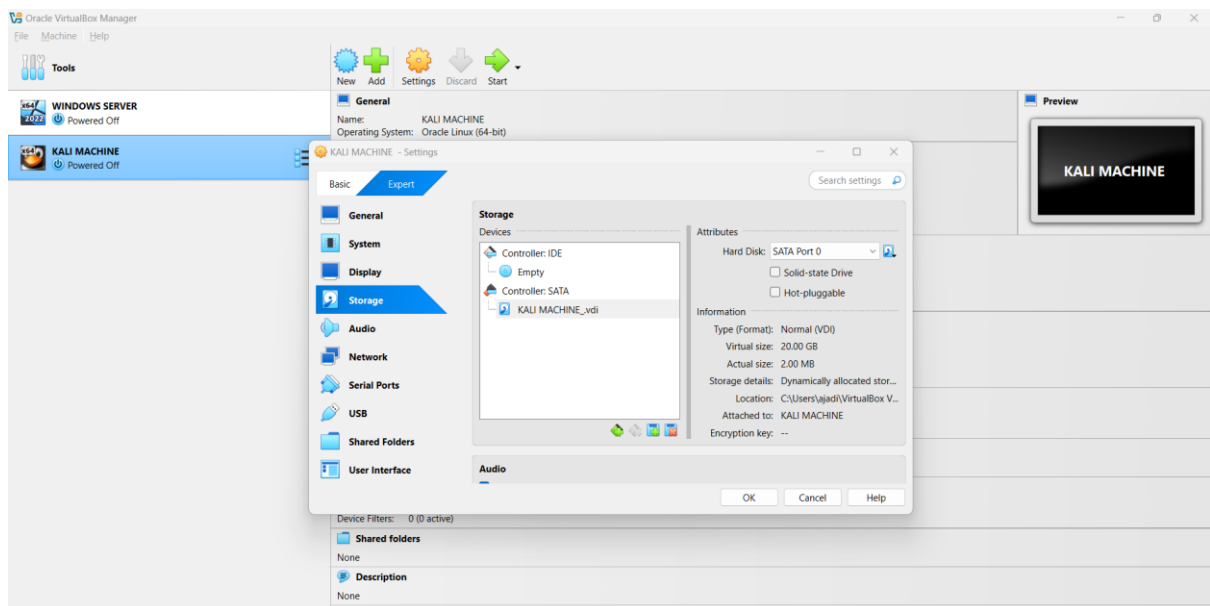 Oracle VirtualBox Manager
File Machine Help
Tools
New Add Settings Discard Start
x64 2022 WINDOWS SERVER
Powered Off
x64 KALI MACHINE
Powered Off
General
Name: KALI MACHINE
Operating System: Oracle Linux (64-bit)
Preview
KALI MACHINE
KALI MACHINE - Settings
Basic Expert
Search settings
General
System
Display
Storage
Audio
Network
Serial Ports
USB
Shared Folders
User Interface
Storage
Devices
Controller: IDE
Empty
Controller: SATA
KALI MACHINE_.vdi
Attributes
Hard Disk: SATA Port 0
Solid-state Drive
Hot-pluggable
Information
Type (Format): Normal (VDI)
Virtual size: 20.00 GB
Actual size: 2.00 MB
Storage details: Dynamically allocated stor...
Location: C:\Users\ajadi\VirtualBox V...
Attached to: KALI MACHINE
Encryption key: --
Audio
OK Cancel Help
Device Filters: 0 (0 active)
Shared folders
None
Description
None